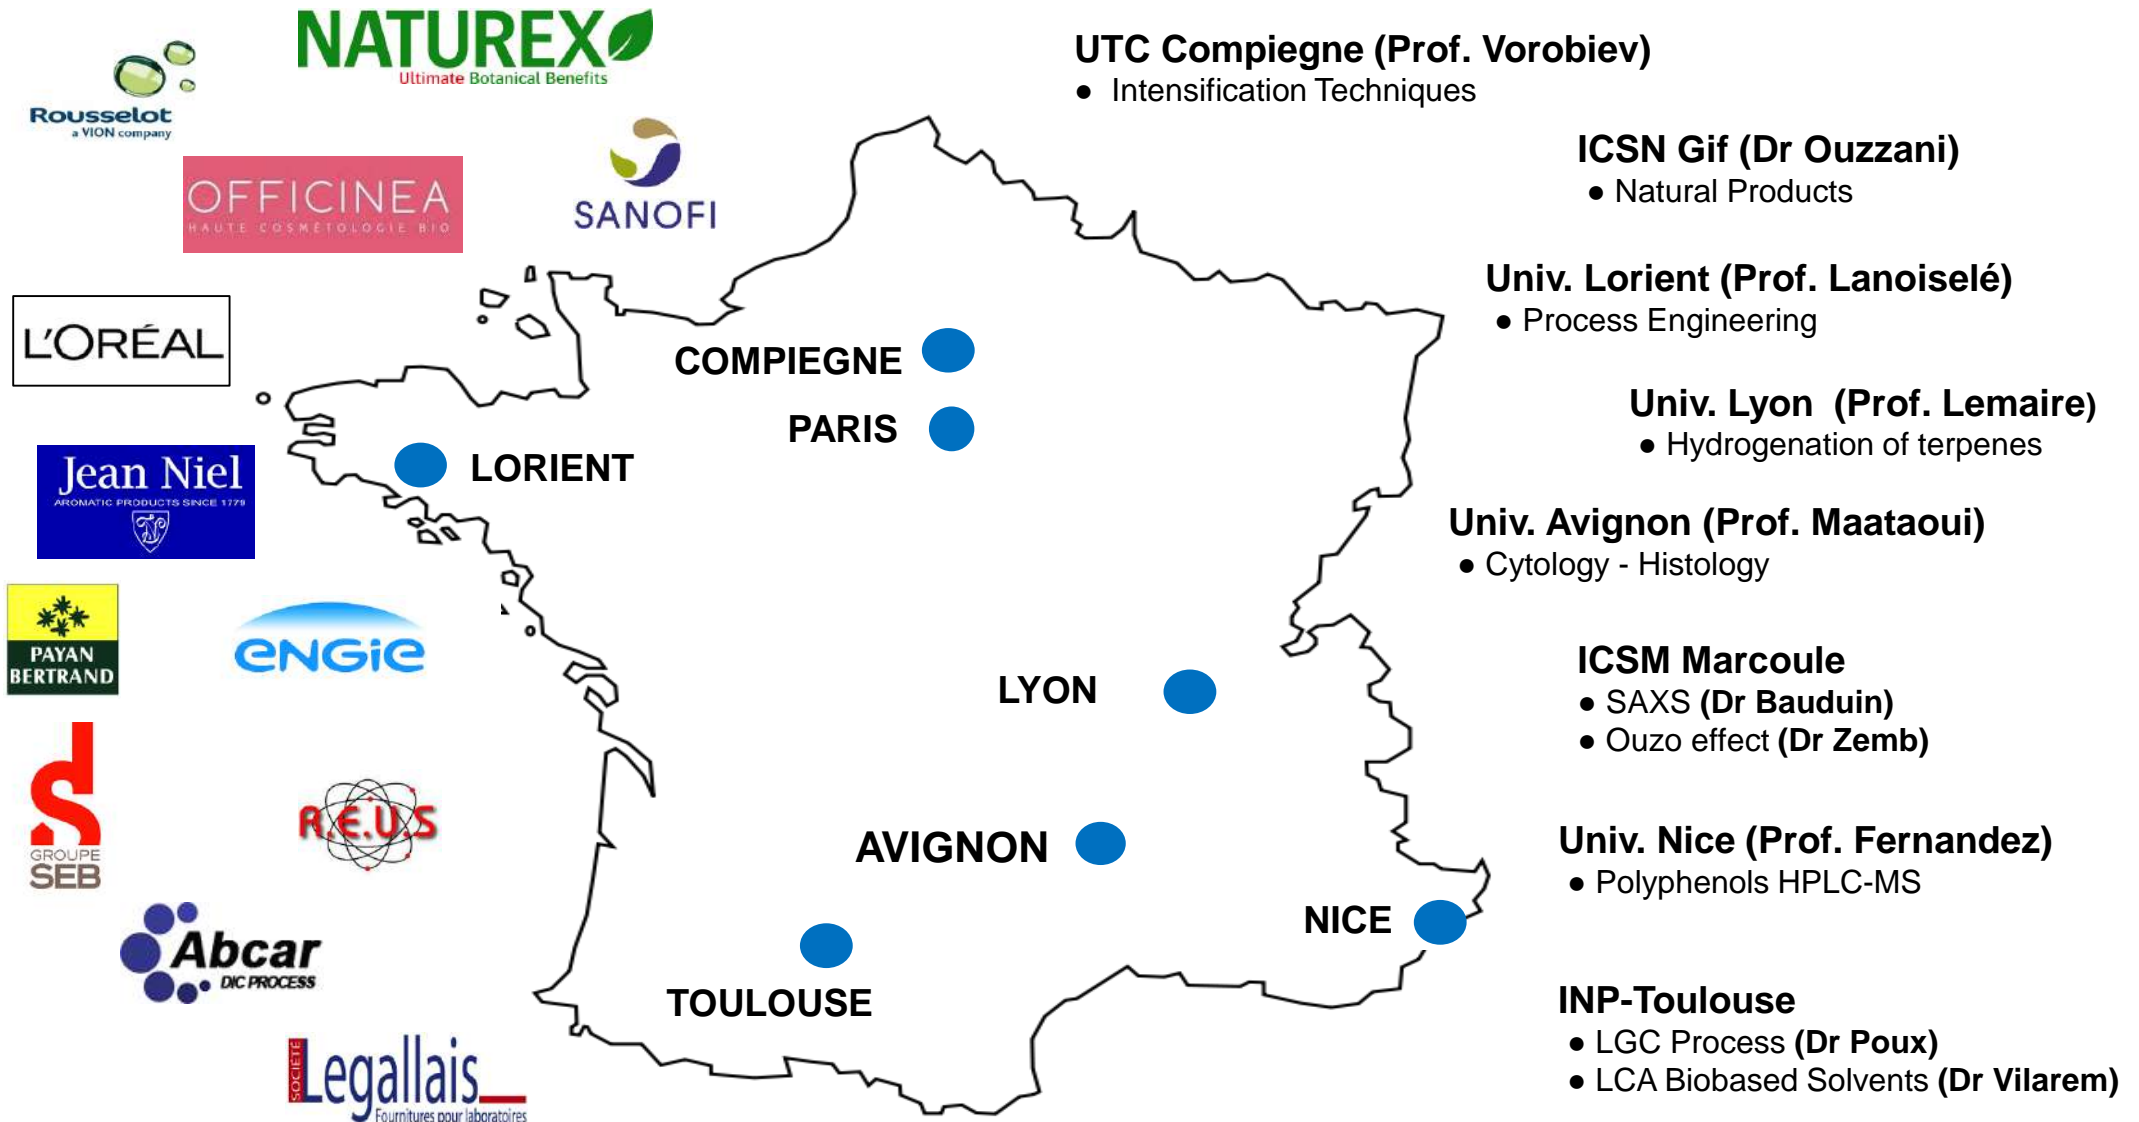 NATUREX
Ultimate Botanical Benefits
Rousselot
a VION company
OFFICINEA
HAUTE COSMÉTOLOGIE BIO
SANOFI
L'ORÉAL
Jean Niel
AROMATIC PRODUCTS SINCE 1779
PAYAN
BERTRAND
ENGIE
GROUPE
SEB
A.E.U.S
Abcar
DIC PROCESS
SOCIÉTÉ
Legallais
Fournitures pour laboratoires
COMPIEGNE
PARIS
LORIENT
LYON
AVIGNON
NICE
TOULOUSE
UTC Compiegne (Prof. Vorobiev)
● Intensification Techniques
ICSN Gif (Dr Ouzzani)
● Natural Products
Univ. Lorient (Prof. Lanoiselé)
● Process Engineering
Univ. Lyon (Prof. Lemaire)
● Hydrogenation of terpenes
Univ. Avignon (Prof. Maataoui)
● Cytology - Histology
ICSM Marcoule
● SAXS (Dr Bauduin)
● Ouzo effect (Dr Zemb)
Univ. Nice (Prof. Fernandez)
● Polyphenols HPLC-MS
INP-Toulouse
● LGC Process (Dr Poux)
● LCA Biobased Solvents (Dr Vilarem)